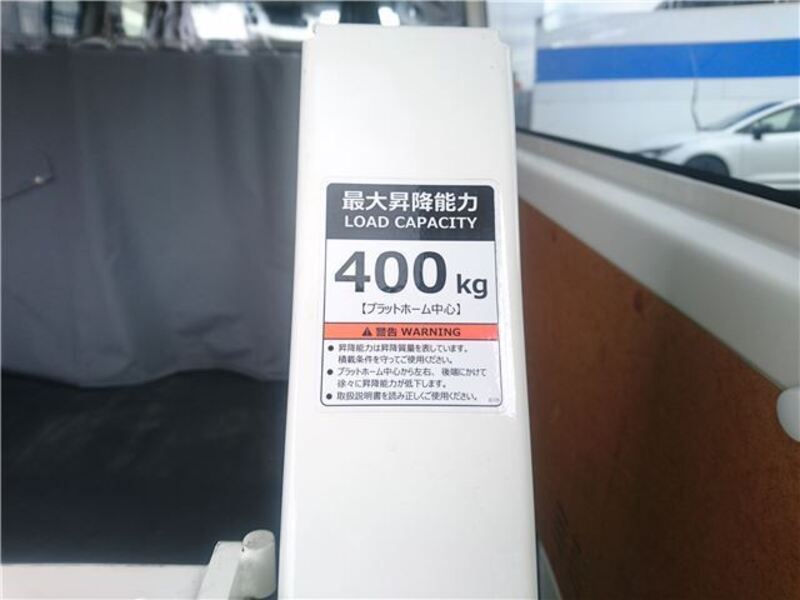 最大昇降能力
LOAD CAPACITY
400 kg
【プラットホーム中心】
⚠ 警告 WARNING
● 昇降能力は昇降質量を表しています。
積載条件を守ってご使用ください。
● プラットホーム中心から左右、後端にかけて
徐々に昇降能力が低下します。
● 取扱説明書を読み正しくご使用ください。